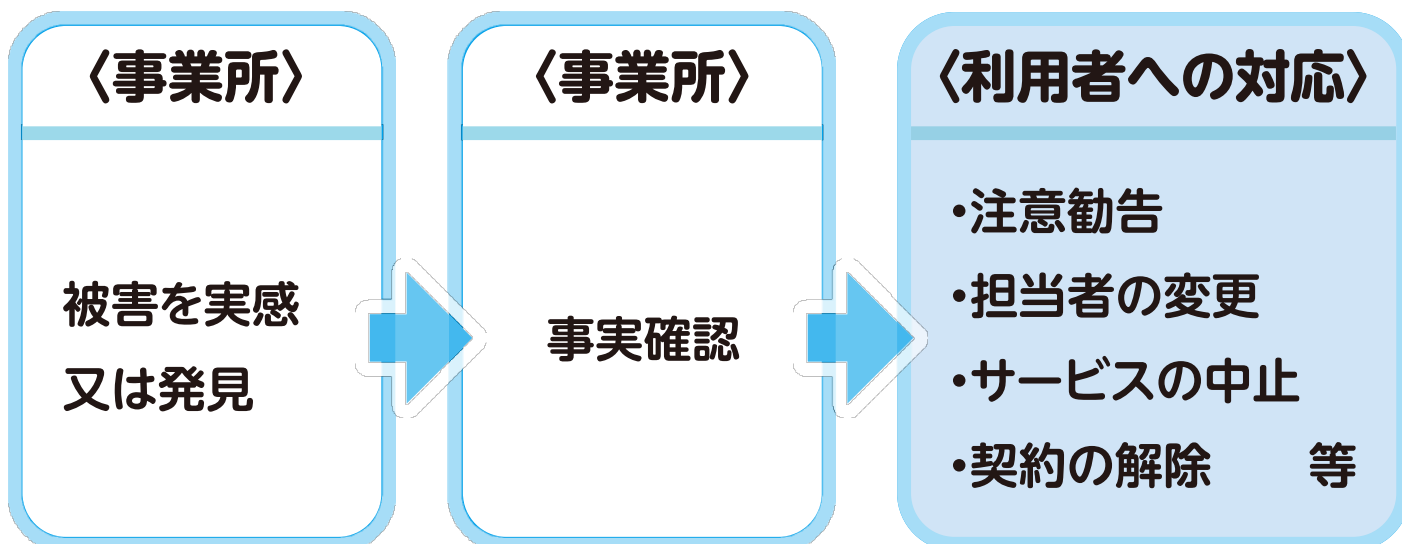 〈事業所〉
被害を実感
又は発見
〈事業所〉
事実確認
〈利用者への対応〉
・注意勧告
・担当者の変更
・サービスの中止
・契約の解除　　等